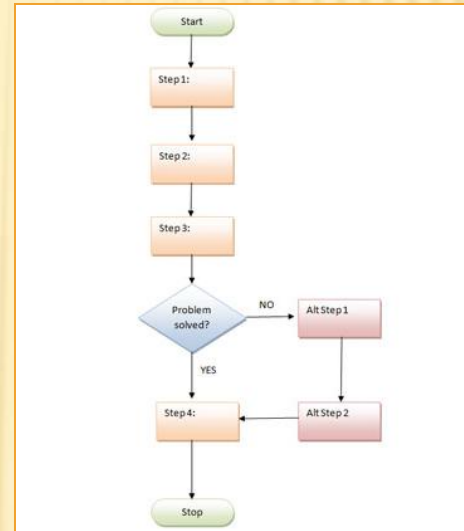 Start
Step 1:
Step 2:
Step 3:
Problem
solved?
NO
Alt Step 1
YES
Step 4:
Alt Step 2
Stop